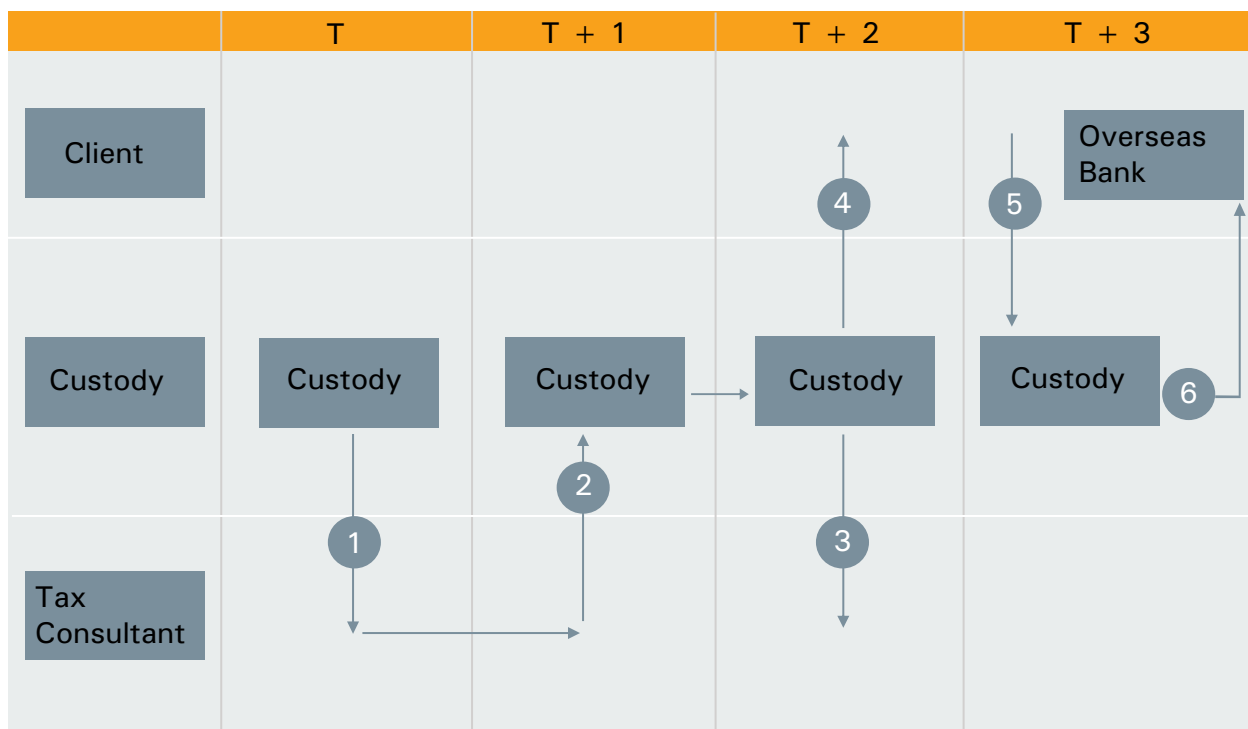 T
T + 1
T + 2
T + 3
Client
Overseas
Bank
4
5
Custody
Custody
Custody
Custody
Custody
6
2
1
3
Tax
Consultant